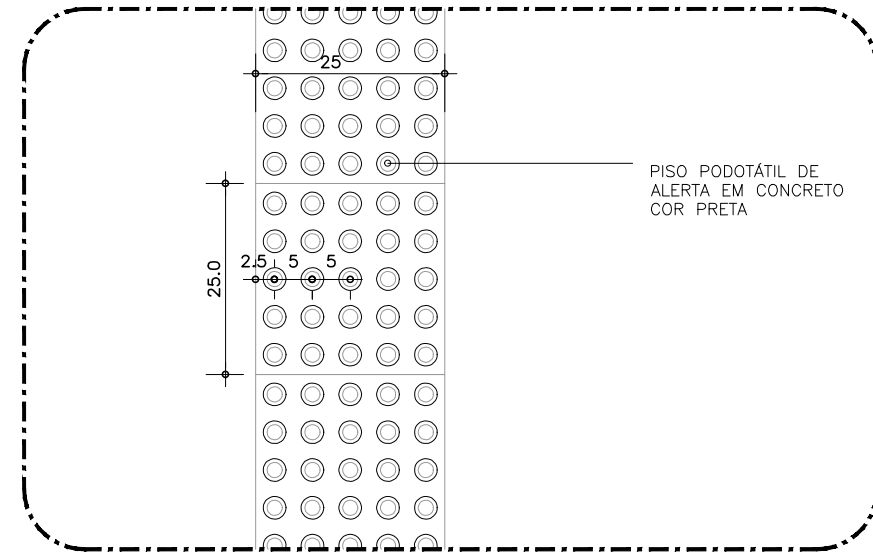 25
PISO PODOTÁTIL DE
ALERTA EM CONCRETO
COR PRETA
2.5 5 5
25.0